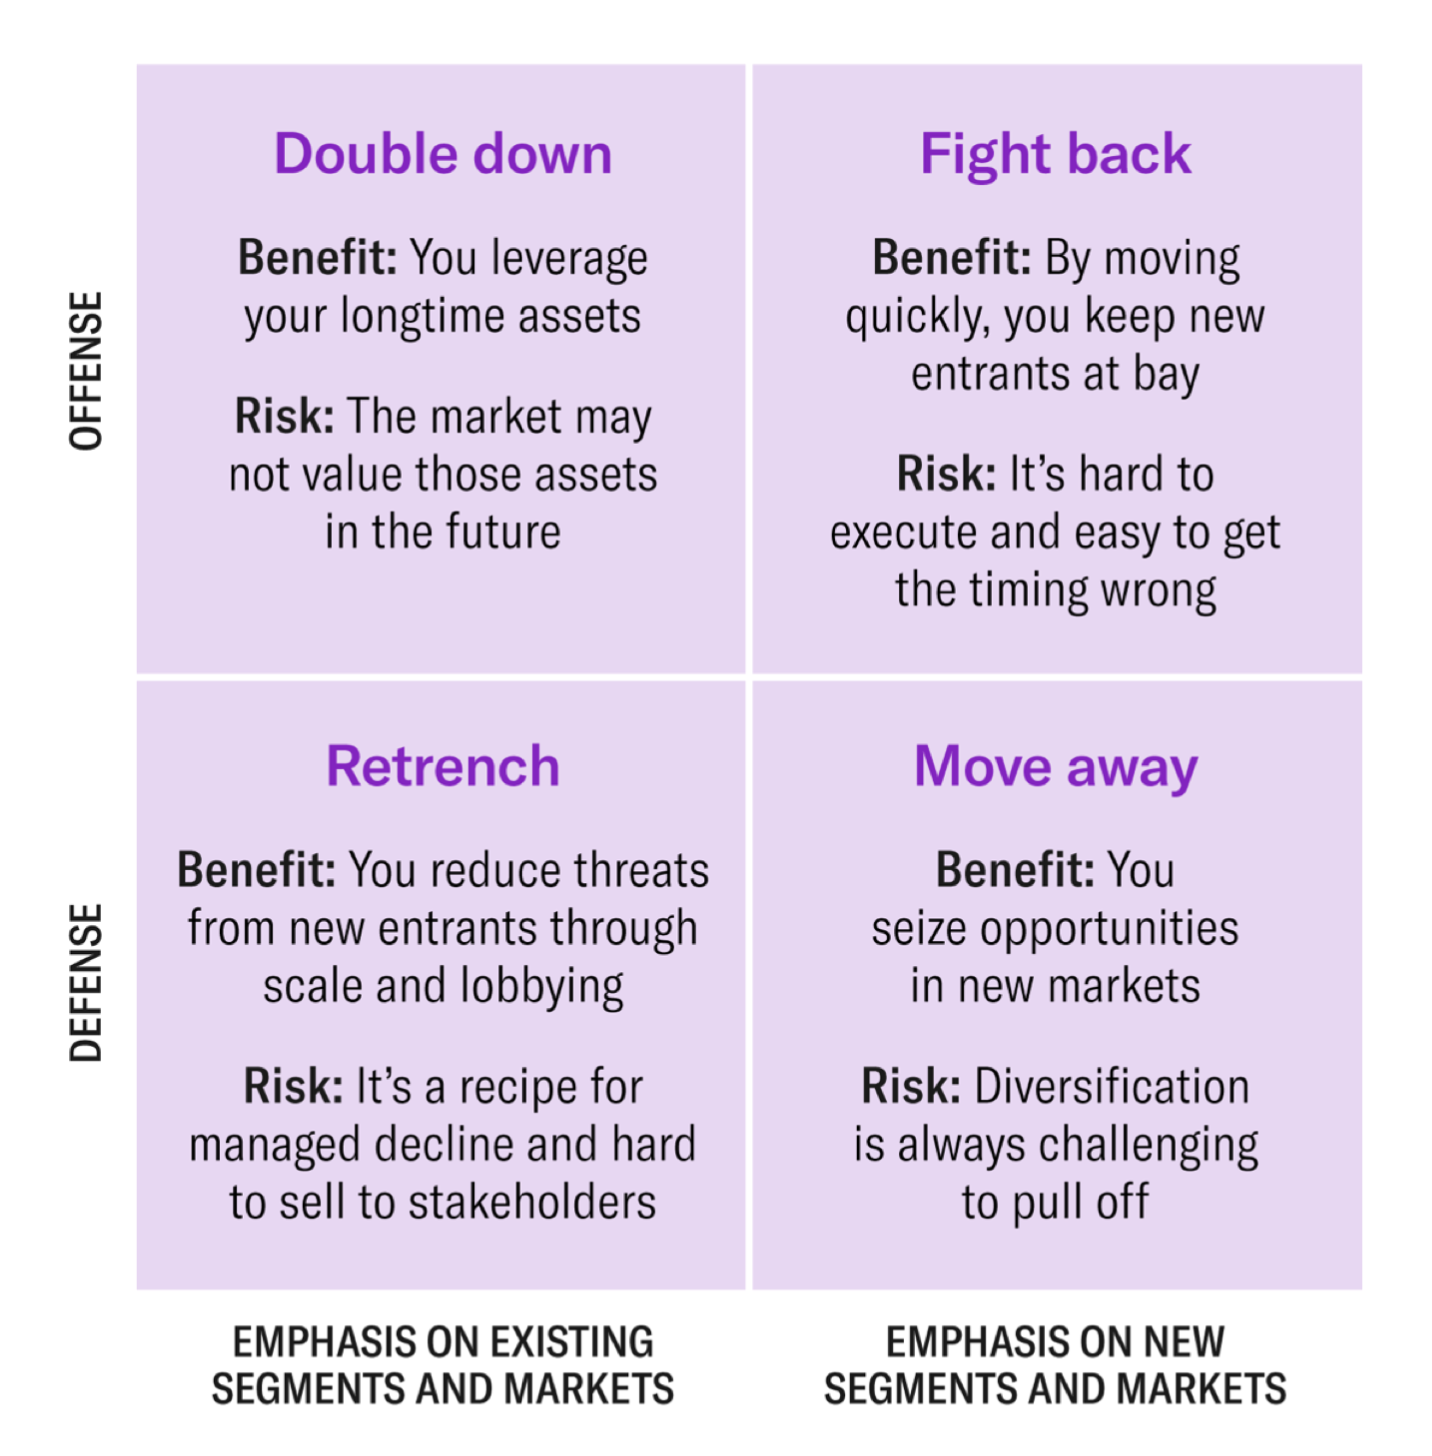 OFFENSE
Double down
Benefit: You leverage
your longtime assets
Risk: The market may
not value those assets
in the future
Fight back
Benefit: By moving
quickly, you keep new
entrants at bay
Risk: It’s hard to
execute and easy to get
the timing wrong
DEFENSE
Retrench
Benefit: You reduce threats
from new entrants through
scale and lobbying
Risk: It’s a recipe for
managed decline and hard
to sell to stakeholders
Move away
Benefit: You
seize opportunities
in new markets
Risk: Diversification
is always challenging
to pull off
EMPHASIS ON EXISTING
SEGMENTS AND MARKETS
EMPHASIS ON NEW
SEGMENTS AND MARKETS